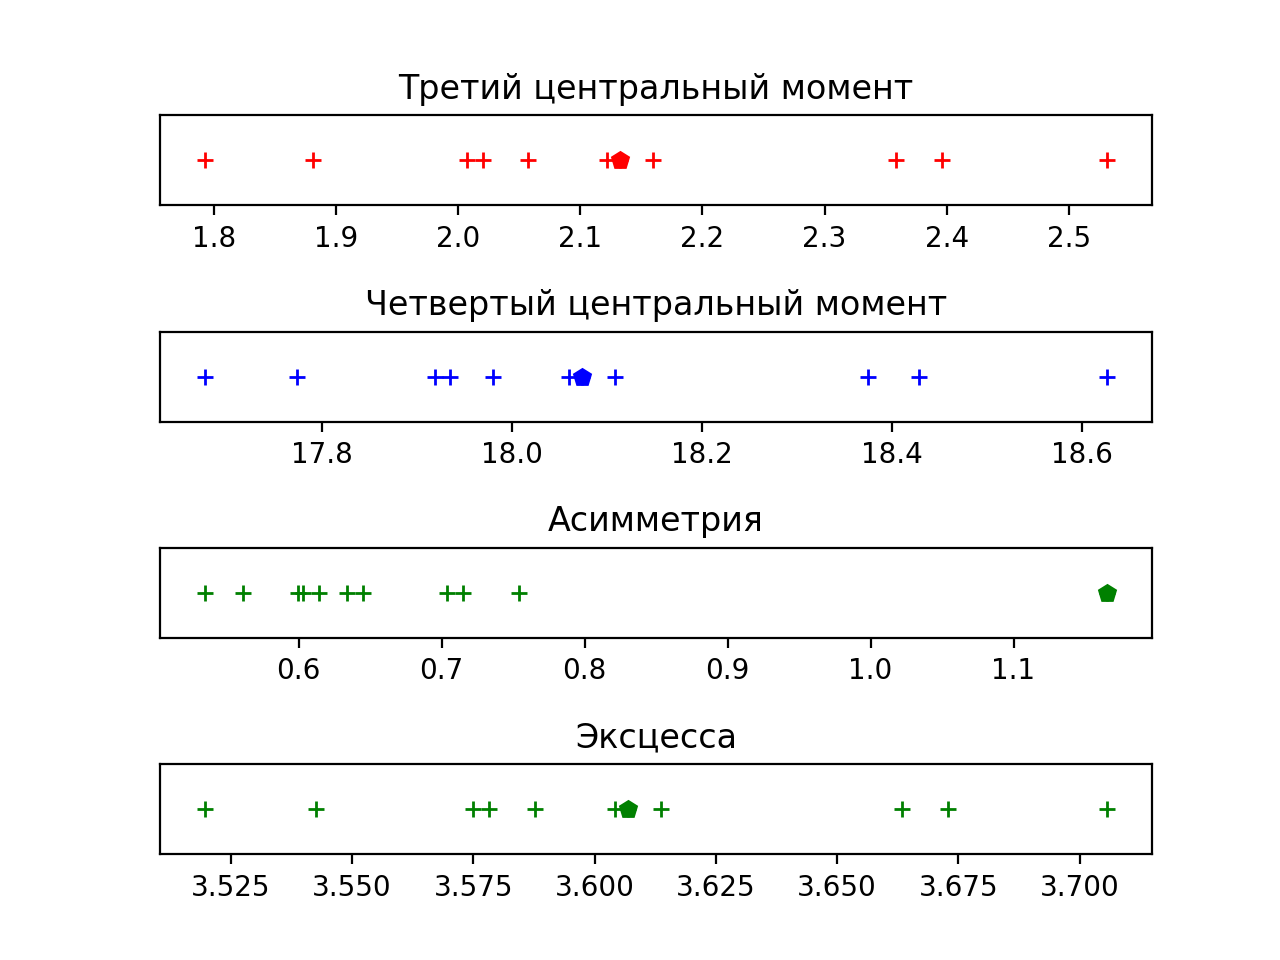 Третий центральный момент
1.8 1.9 2.0 2.1 2.2 2.3 2.4 2.5
Четвертый центральный момент
17.8 18.0 18.2 18.4 18.6
Асимметрия
0.6 0.7 0.8 0.9 1.0 1.1
Эксцесса
3.525 3.550 3.575 3.600 3.625 3.650 3.675 3.700